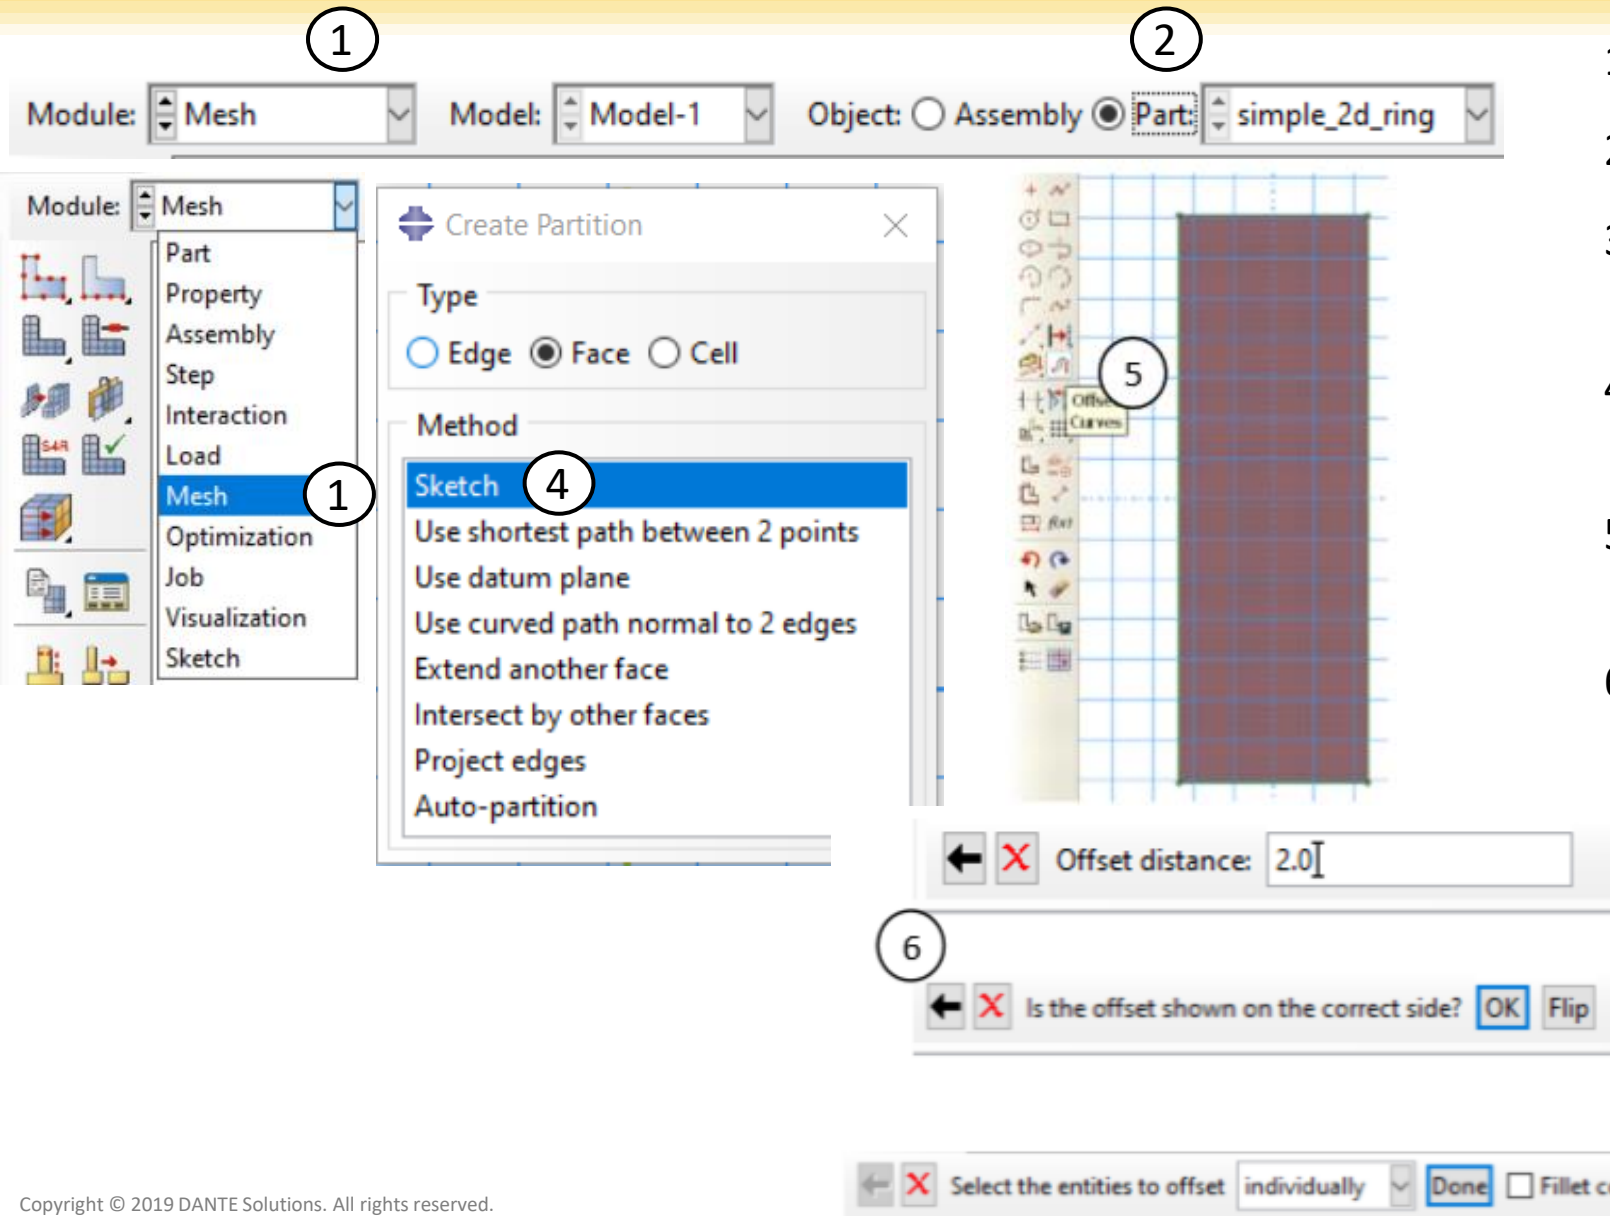 1
2
Module: Mesh Model: Model-1 Object: Assembly Part: simple_2d_ring
Module: Mesh
Part
Property
Assembly
Step
Interaction
Load
Mesh 1
Optimization
Job
Visualization
Sketch
S4R
Create Partition
Type
Edge Face Cell
Method
Sketch 4
Use shortest path between 2 points
Use datum plane
Use curved path normal to 2 edges
Extend another face
Intersect by other faces
Project edges
Auto-partition
5
Curves
Offset distance: 2.0
6
Is the offset shown on the correct side? OK Flip
Select the entities to offset individually Done Fillet
Copyright © 2019 DANTE Solutions. All rights reserved.